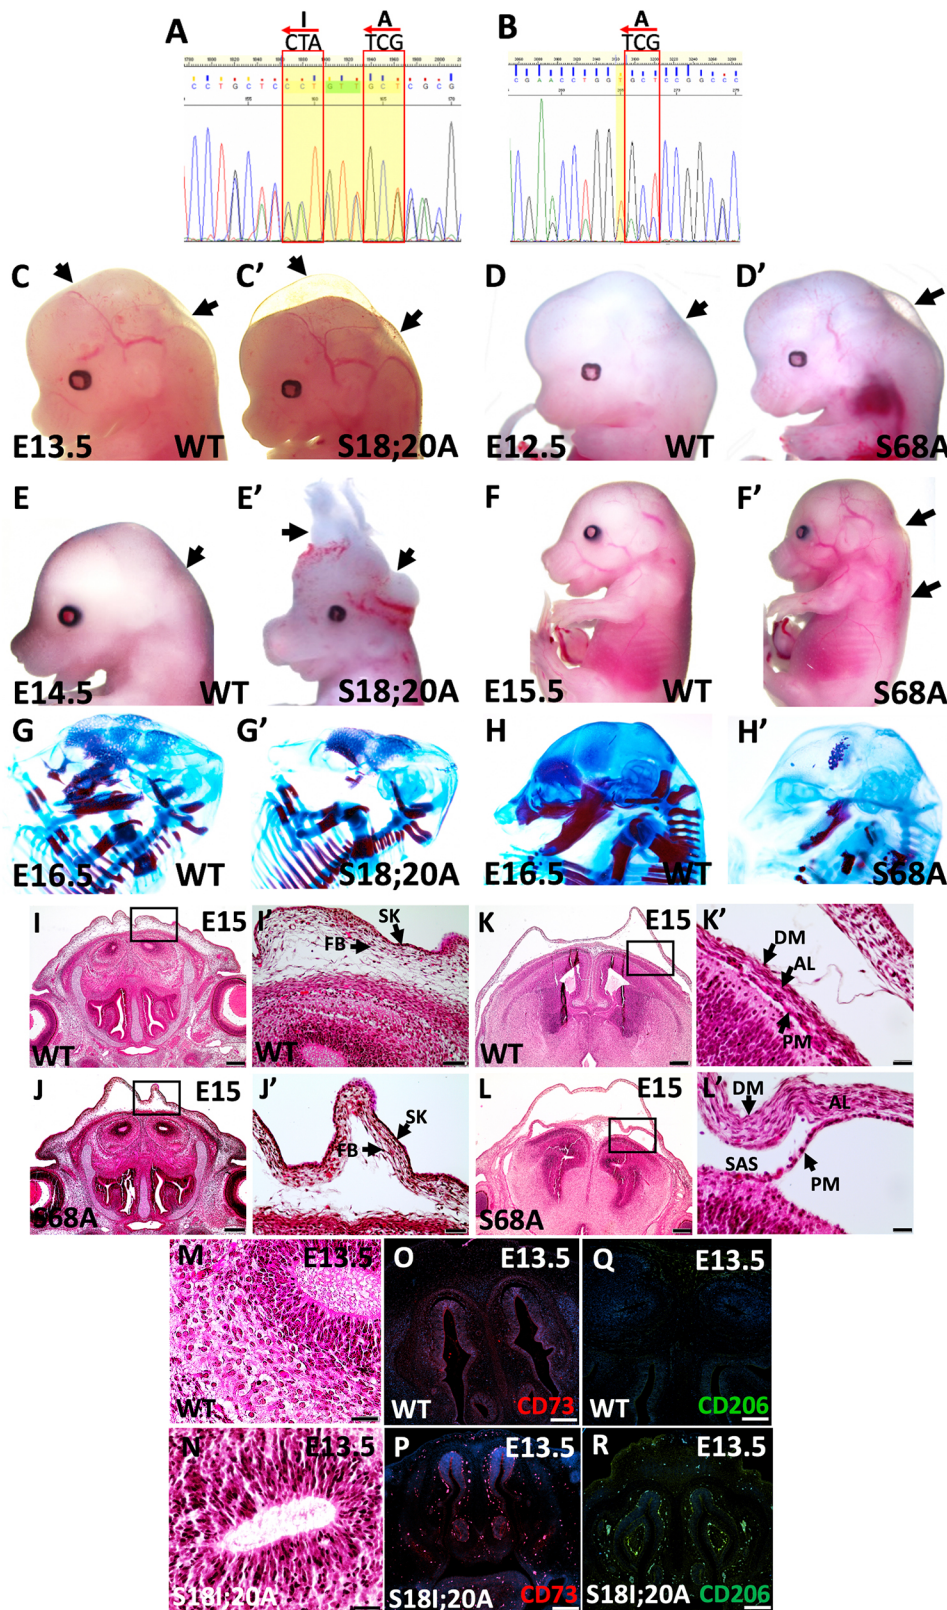 A
I
A
CTA
TCG
CCTGCTCCCTGTTGCTCGCG
B
A
TCG
CGAACCTGGTGCTCGGCCC
C
E13.5
WT
C'
S18;20A
D
E12.5
WT
D'
S68A
E
E14.5
WT
E'
S18;20A
F
E15.5
WT
F'
S68A
G
E16.5
WT
G'
S18;20A
H
E16.5
WT
H'
S68A
I
E15
WT
I'
SK
FB
WT
K
E15
WT
K'
DM
AL
PM
J
E15
S68A
J'
SK
FB
L
E15
S68A
L'
DM
AL
SAS
PM
M
E13.5
WT
O
E13.5
WT
CD73
Q
E13.5
WT
CD206
N
E13.5
S18I;20A
P
E13.5
S18I;20A
CD73
R
E13.5
S18I;20A
CD206